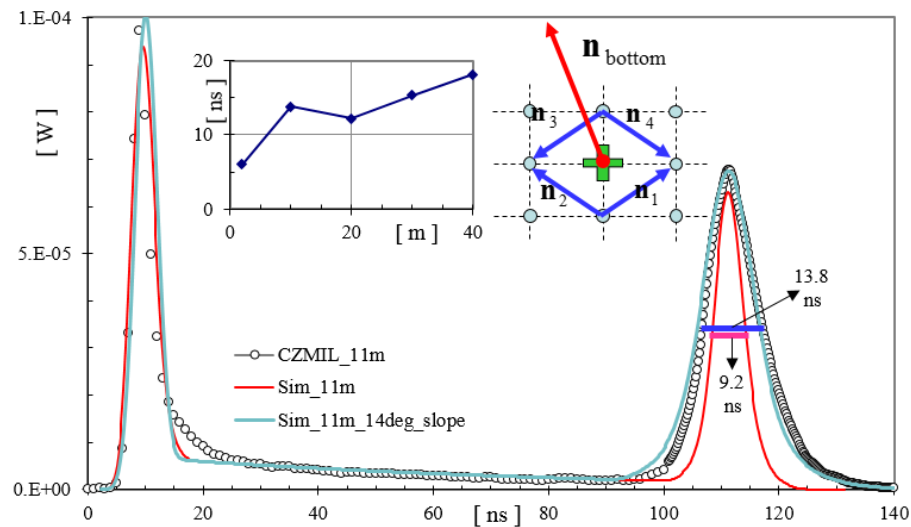 1.E-04
[ W ]
5.E-05
0.E+00
0
20
40
60
80
100
120
140
[ ns ]
20
[ ns ]
10
0
0
20
40
[ m ]
n bottom
n3
n4
n2
n1
CZMIL_11m
Sim_11m
Sim_11m_14deg_slope
13.8
ns
9.2
ns